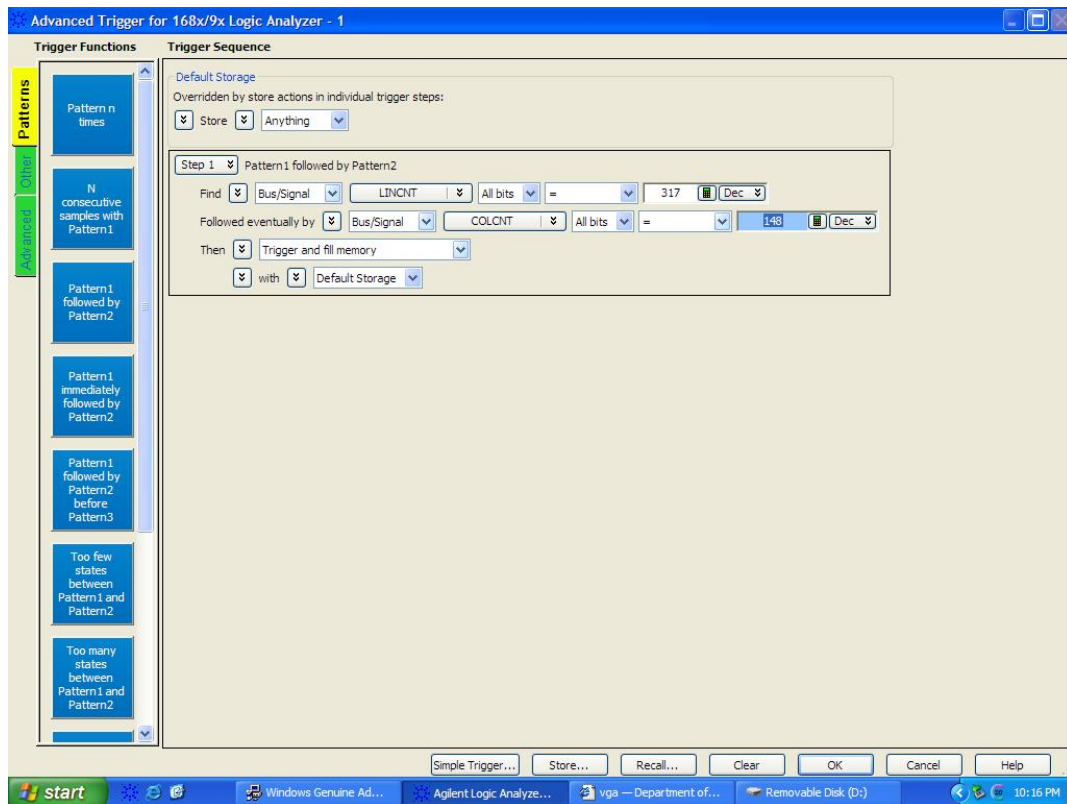 Advanced Trigger for 168x/9x Logic Analyzer - 1
Trigger Functions Trigger Sequence
Patterns
Other
Advanced
Pattern n
times
N
consecutive
samples with
Pattern1
Pattern1
followed by
Pattern2
Pattern1
immediately
followed by
Pattern2
Pattern1
followed by
Pattern2
before
Pattern3
Too few
states
between
Pattern1 and
Pattern2
Too many
states
between
Pattern1 and
Pattern2
Default Storage
Overridden by store actions in individual trigger steps:
Store Anything
Step 1 Pattern1 followed by Pattern2
Find Bus/Signal LINCNT All bits = 317 Dec
Followed eventually by Bus/Signal COLCNT All bits = 148 Dec
Then Trigger and fill memory
with Default Storage
Simple Trigger... Store... Recall... Clear OK Cancel Help
start Windows Genuine Ad... Agilent Logic Analyze... vga — Department of... Removable Disk (D:) 10:16 PM